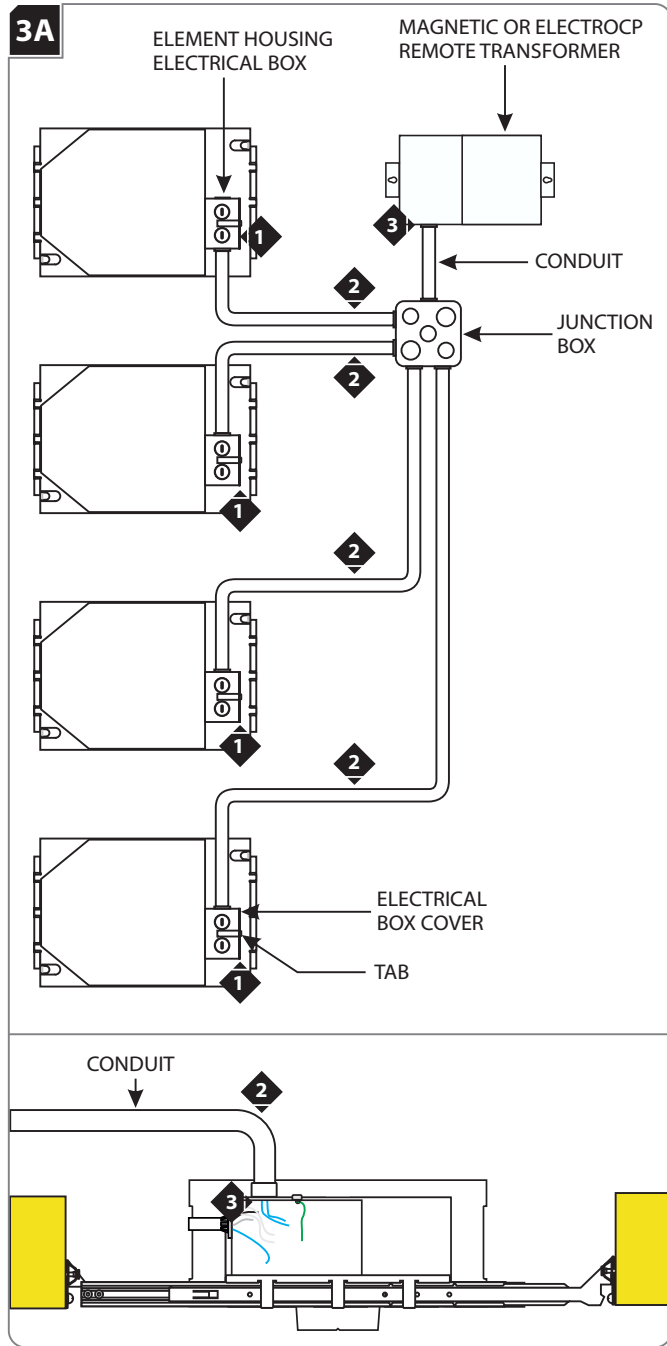 3A
ELEMENT HOUSING
ELECTRICAL BOX
MAGNETIC OR ELECTROCP
REMOTE TRANSFORMER
1
3
CONDUIT
2
JUNCTION
BOX
2
1
2
1
2
ELECTRICAL
BOX COVER
TAB
1
CONDUIT
2
3